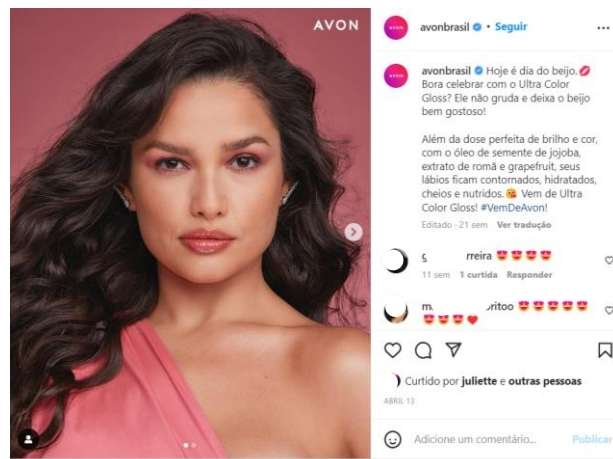 AVON
avonbrasil • Seguir
avonbrasil Hoje é dia do beijo.💋
Bora celebrar com o Ultra Color
Gloss? Ele não gruda e deixa o beijo
bem gostoso!
Além da dose perfeita de brilho e cor,
com o óleo de semente de jojoba,
extrato de romã e grapefruit, seus
lábios ficam contornados, hidratados,
cheios e nutridos.😘 Vem de Ultra
Color Gloss! #VemDeAvon!
Editado · 21 sem Ver tradução
rreira 😍😍😍😍
11 sem 1 curtida Responder
ritoo 😍😍😍😍😍
😍😍😍❤️
Curtido por juliette e outras pessoas
ABRIL 13
Adicione um comentário... Publicar